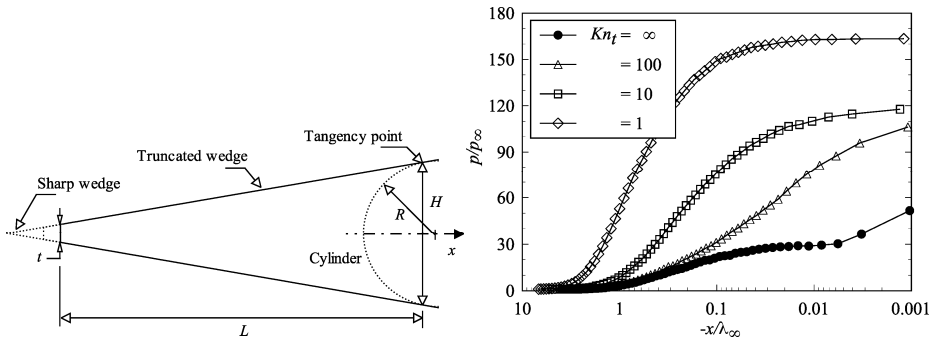 Tangency point
Truncated wedge
Sharp wedge
H
R
x
t
Cylinder
L
180
150
120
90
60
30
0
p/p∞
Kn_t = ∞
= 100
= 10
= 1
10
1
0.1
0.01
0.001
-x/λ∞